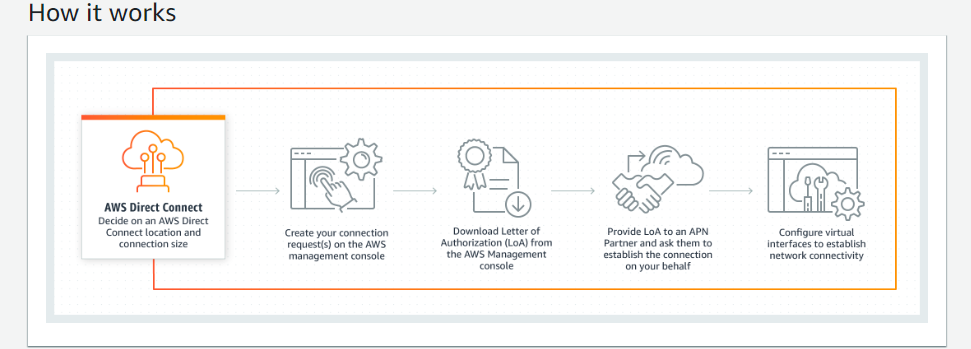 How it works
AWS Direct Connect
Decide on an AWS Direct
Connect location and
connection size
Create your connection
request(s) on the AWS
management console
Download Letter of
Authorization (LoA) from
the AWS Management
console
Provide LoA to an APN
Partner and ask them to
establish the connection
on your behalf
Configure virtual
interfaces to establish
network connectivity